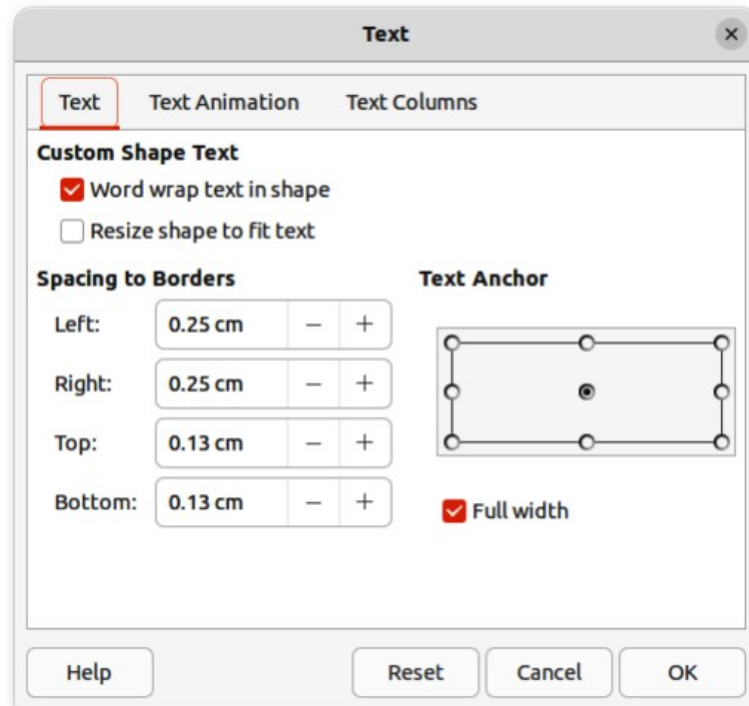 Text
Text Text Animation Text Columns
Custom Shape Text
Word wrap text in shape
Resize shape to fit text
Spacing to Borders Text Anchor
Left: 0.25 cm − +
Right: 0.25 cm − +
Top: 0.13 cm − +
Bottom: 0.13 cm − +
Full width
Help Reset Cancel OK